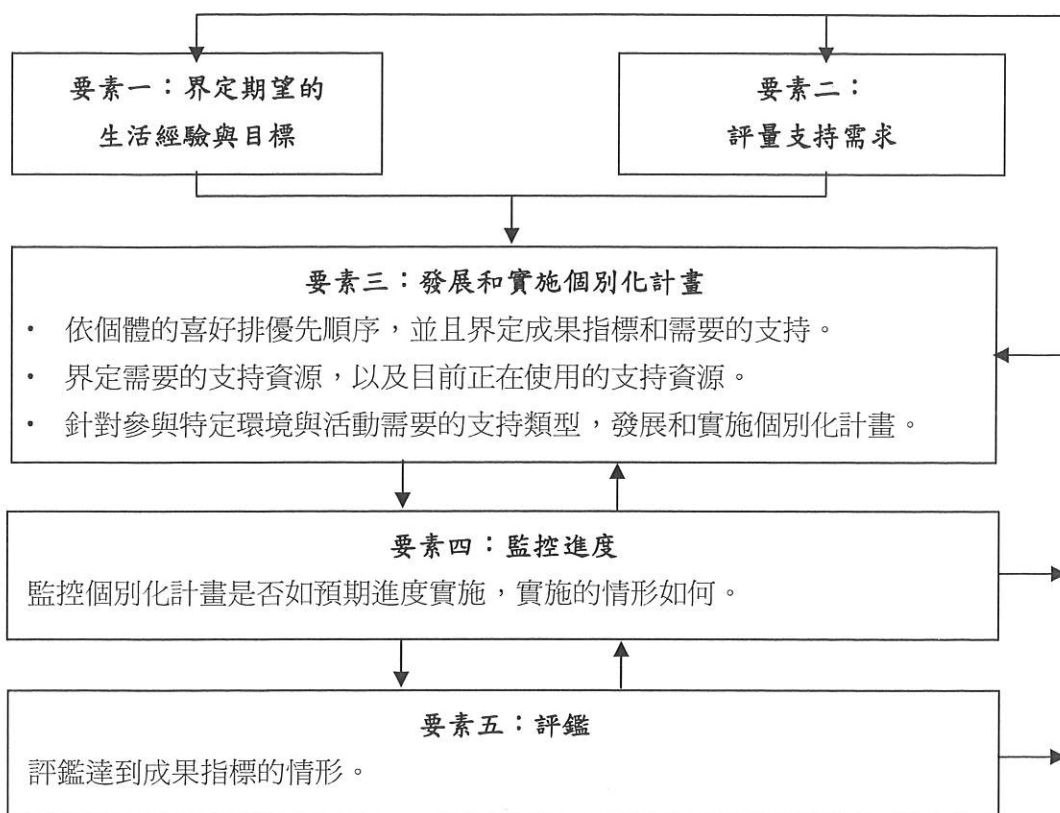 要素一：界定期望的
生活經驗與目標
要素二：
評量支持需求
要素三：發展和實施個別化計畫
• 依個體的喜好排優先順序，並且界定成果指標和需要的支持。
• 界定需要的支持資源，以及目前正在使用的支持資源。
• 針對參與特定環境與活動需要的支持類型，發展和實施個別化計畫。
要素四：監控進度
監控個別化計畫是否如預期進度實施，實施的情形如何。
要素五：評鑑
評鑑達到成果指標的情形。